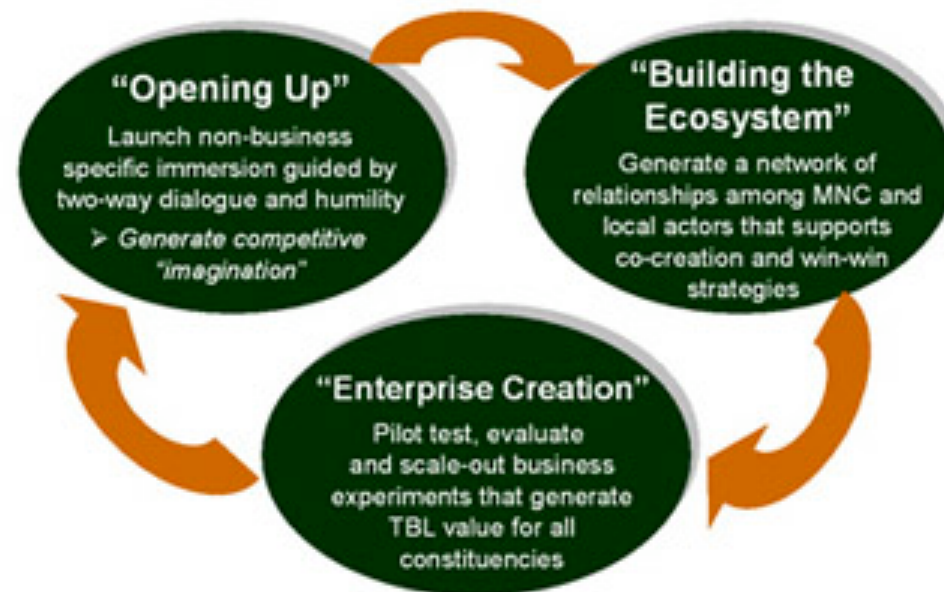 “Opening Up”
Launch non-business
specific immersion guided by
two-way dialogue and humility
➢ Generate competitive
“imagination”
“Building the
Ecosystem”
Generate a network of
relationships among MNC and
local actors that supports
co-creation and win-win
strategies
“Enterprise Creation”
Pilot test, evaluate
and scale-out business
experiments that generate
TBL value for all
constituencies